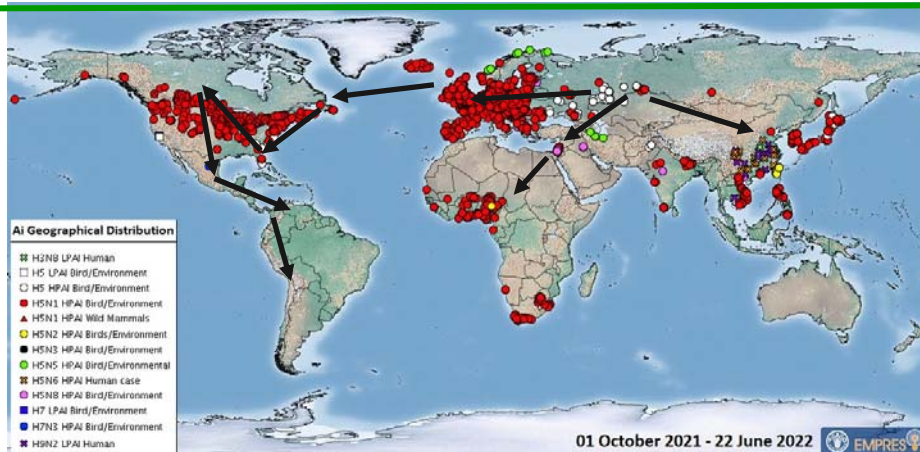 Ai Geographical Distribution
H3N8 LPAI Human
H5 LPAI Bird/Environment
H5 HPAI Bird/Environment
H5N1 HPAI Bird/Environment
H5N1 HPAI Wild Mammals
H5N2 HPAI Birds/Environment
H5N3 HPAI Bird/Environment
H5N5 HPAI Bird/Environmental
H5N6 HPAI Human case
H5N8 HPAI Bird/Environment
H7 LPAI Bird/Environment
H7N3 HPAI Bird/Environment
H9N2 LPAI Human
01 October 2021 - 22 June 2022
EMPRES